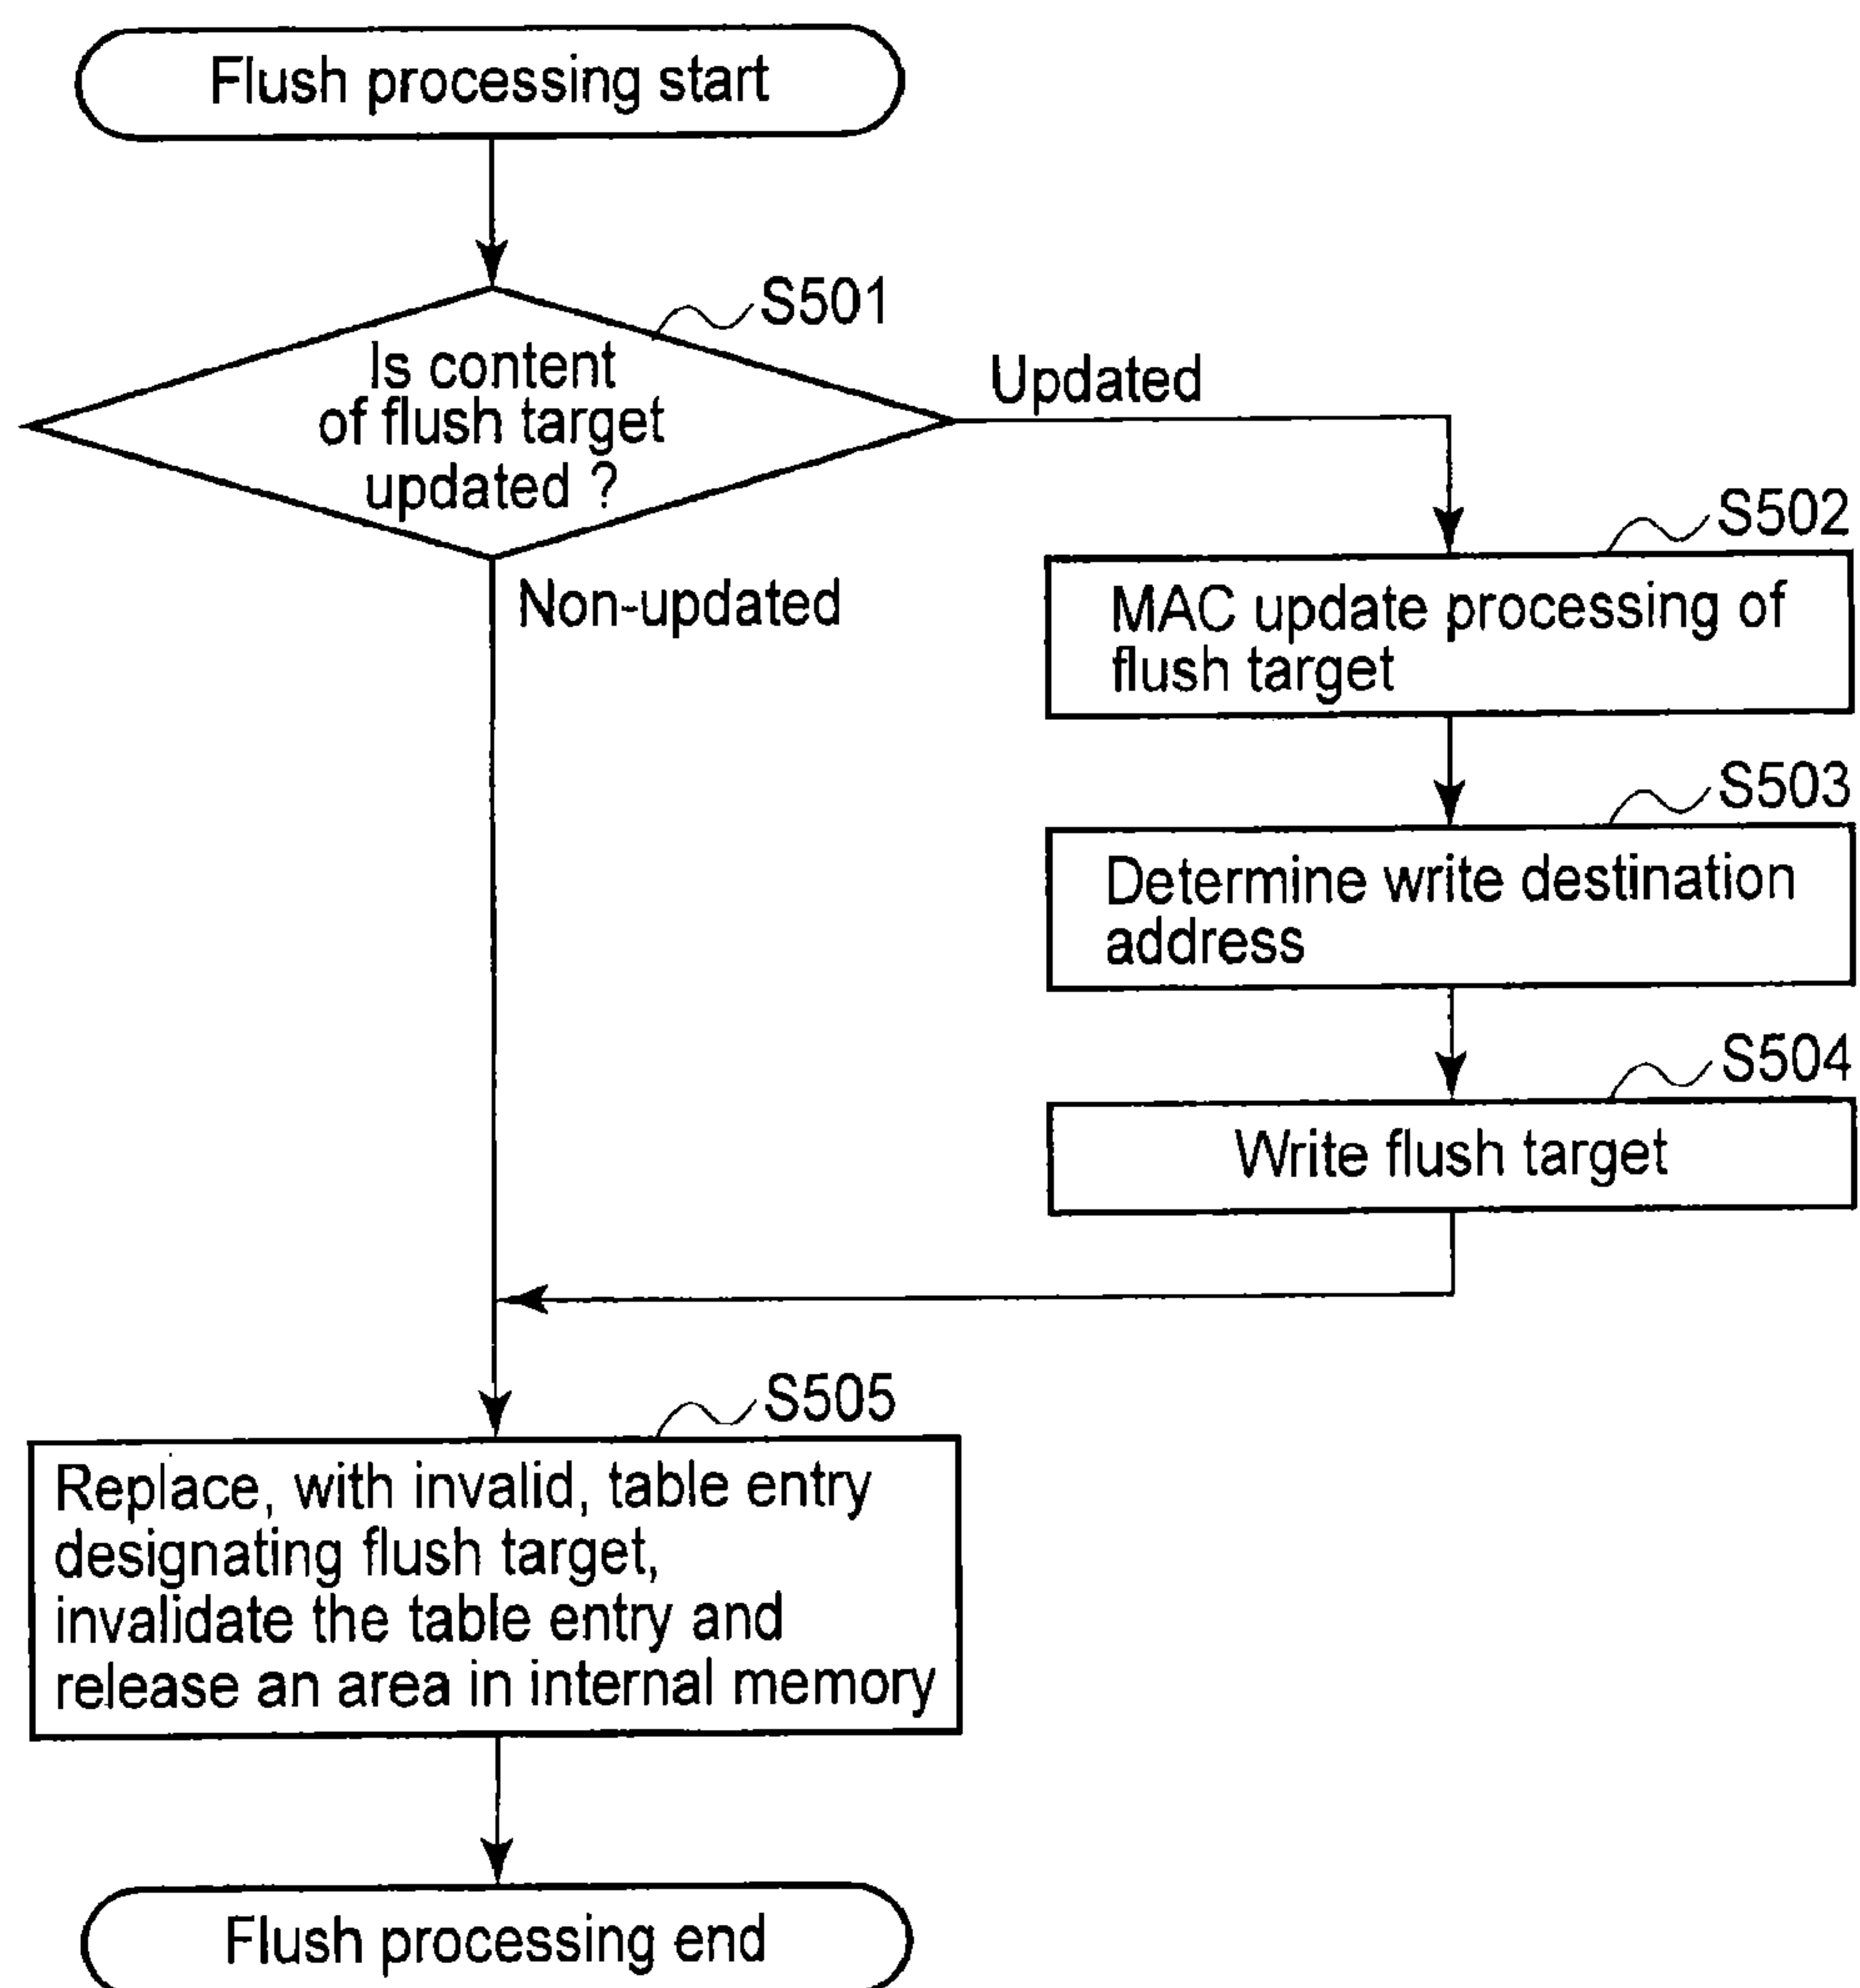 Flush processing start
S501
Is content
of flush target
updated ?
Updated
Non-updated
S502
MAC update processing of
flush target
S503
Determine write destination
address
S504
Write flush target
S505
Replace, with invalid, table entry
designating flush target,
invalidate the table entry and
release an area in internal memory
Flush processing end